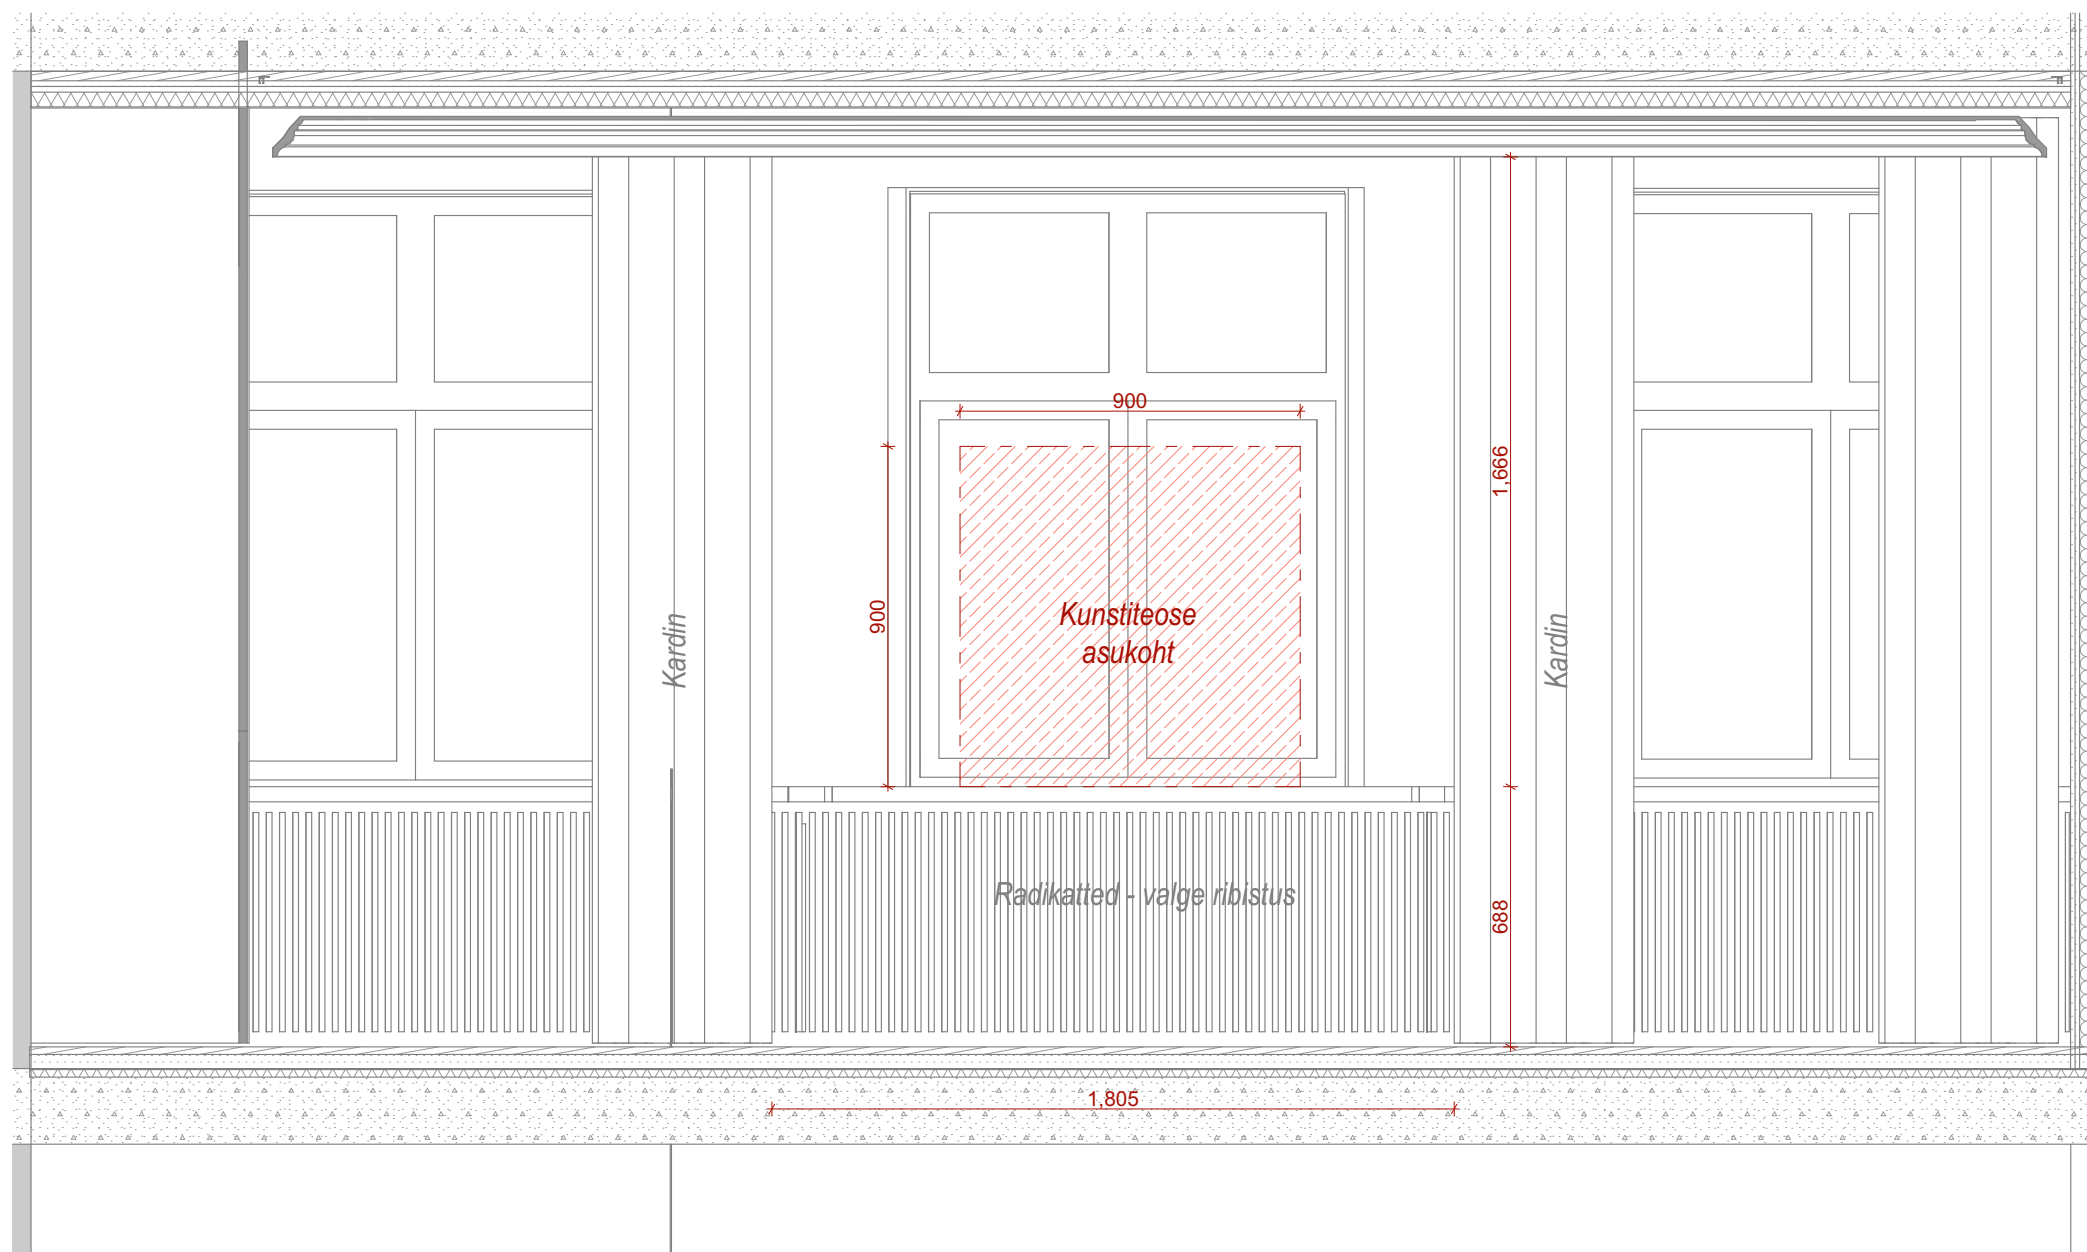 900
1,666
900
Kunstiteose
asukoht
Kardin
Kardin
Radikatted - valge ribistus
688
1,805